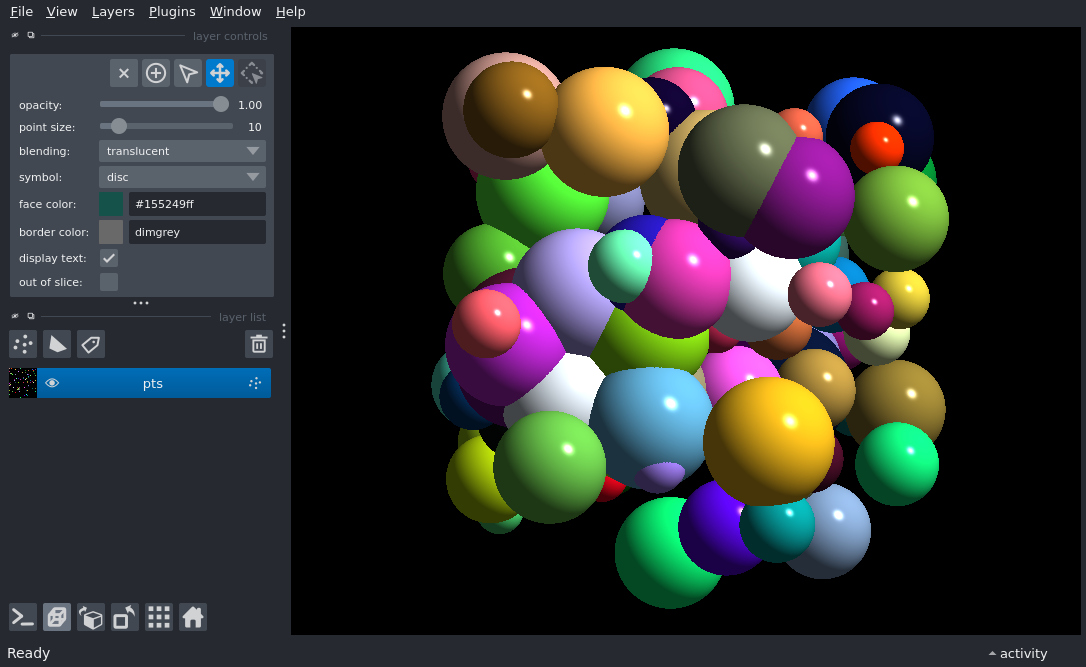 File View Layers Plugins Window Help
layer controls
opacity: 1.00
point size: 10
blending: translucent
symbol: disc
face color: #155249ff
border color: dimgrey
display text:
out of slice:
layer list
pts
Ready
activity